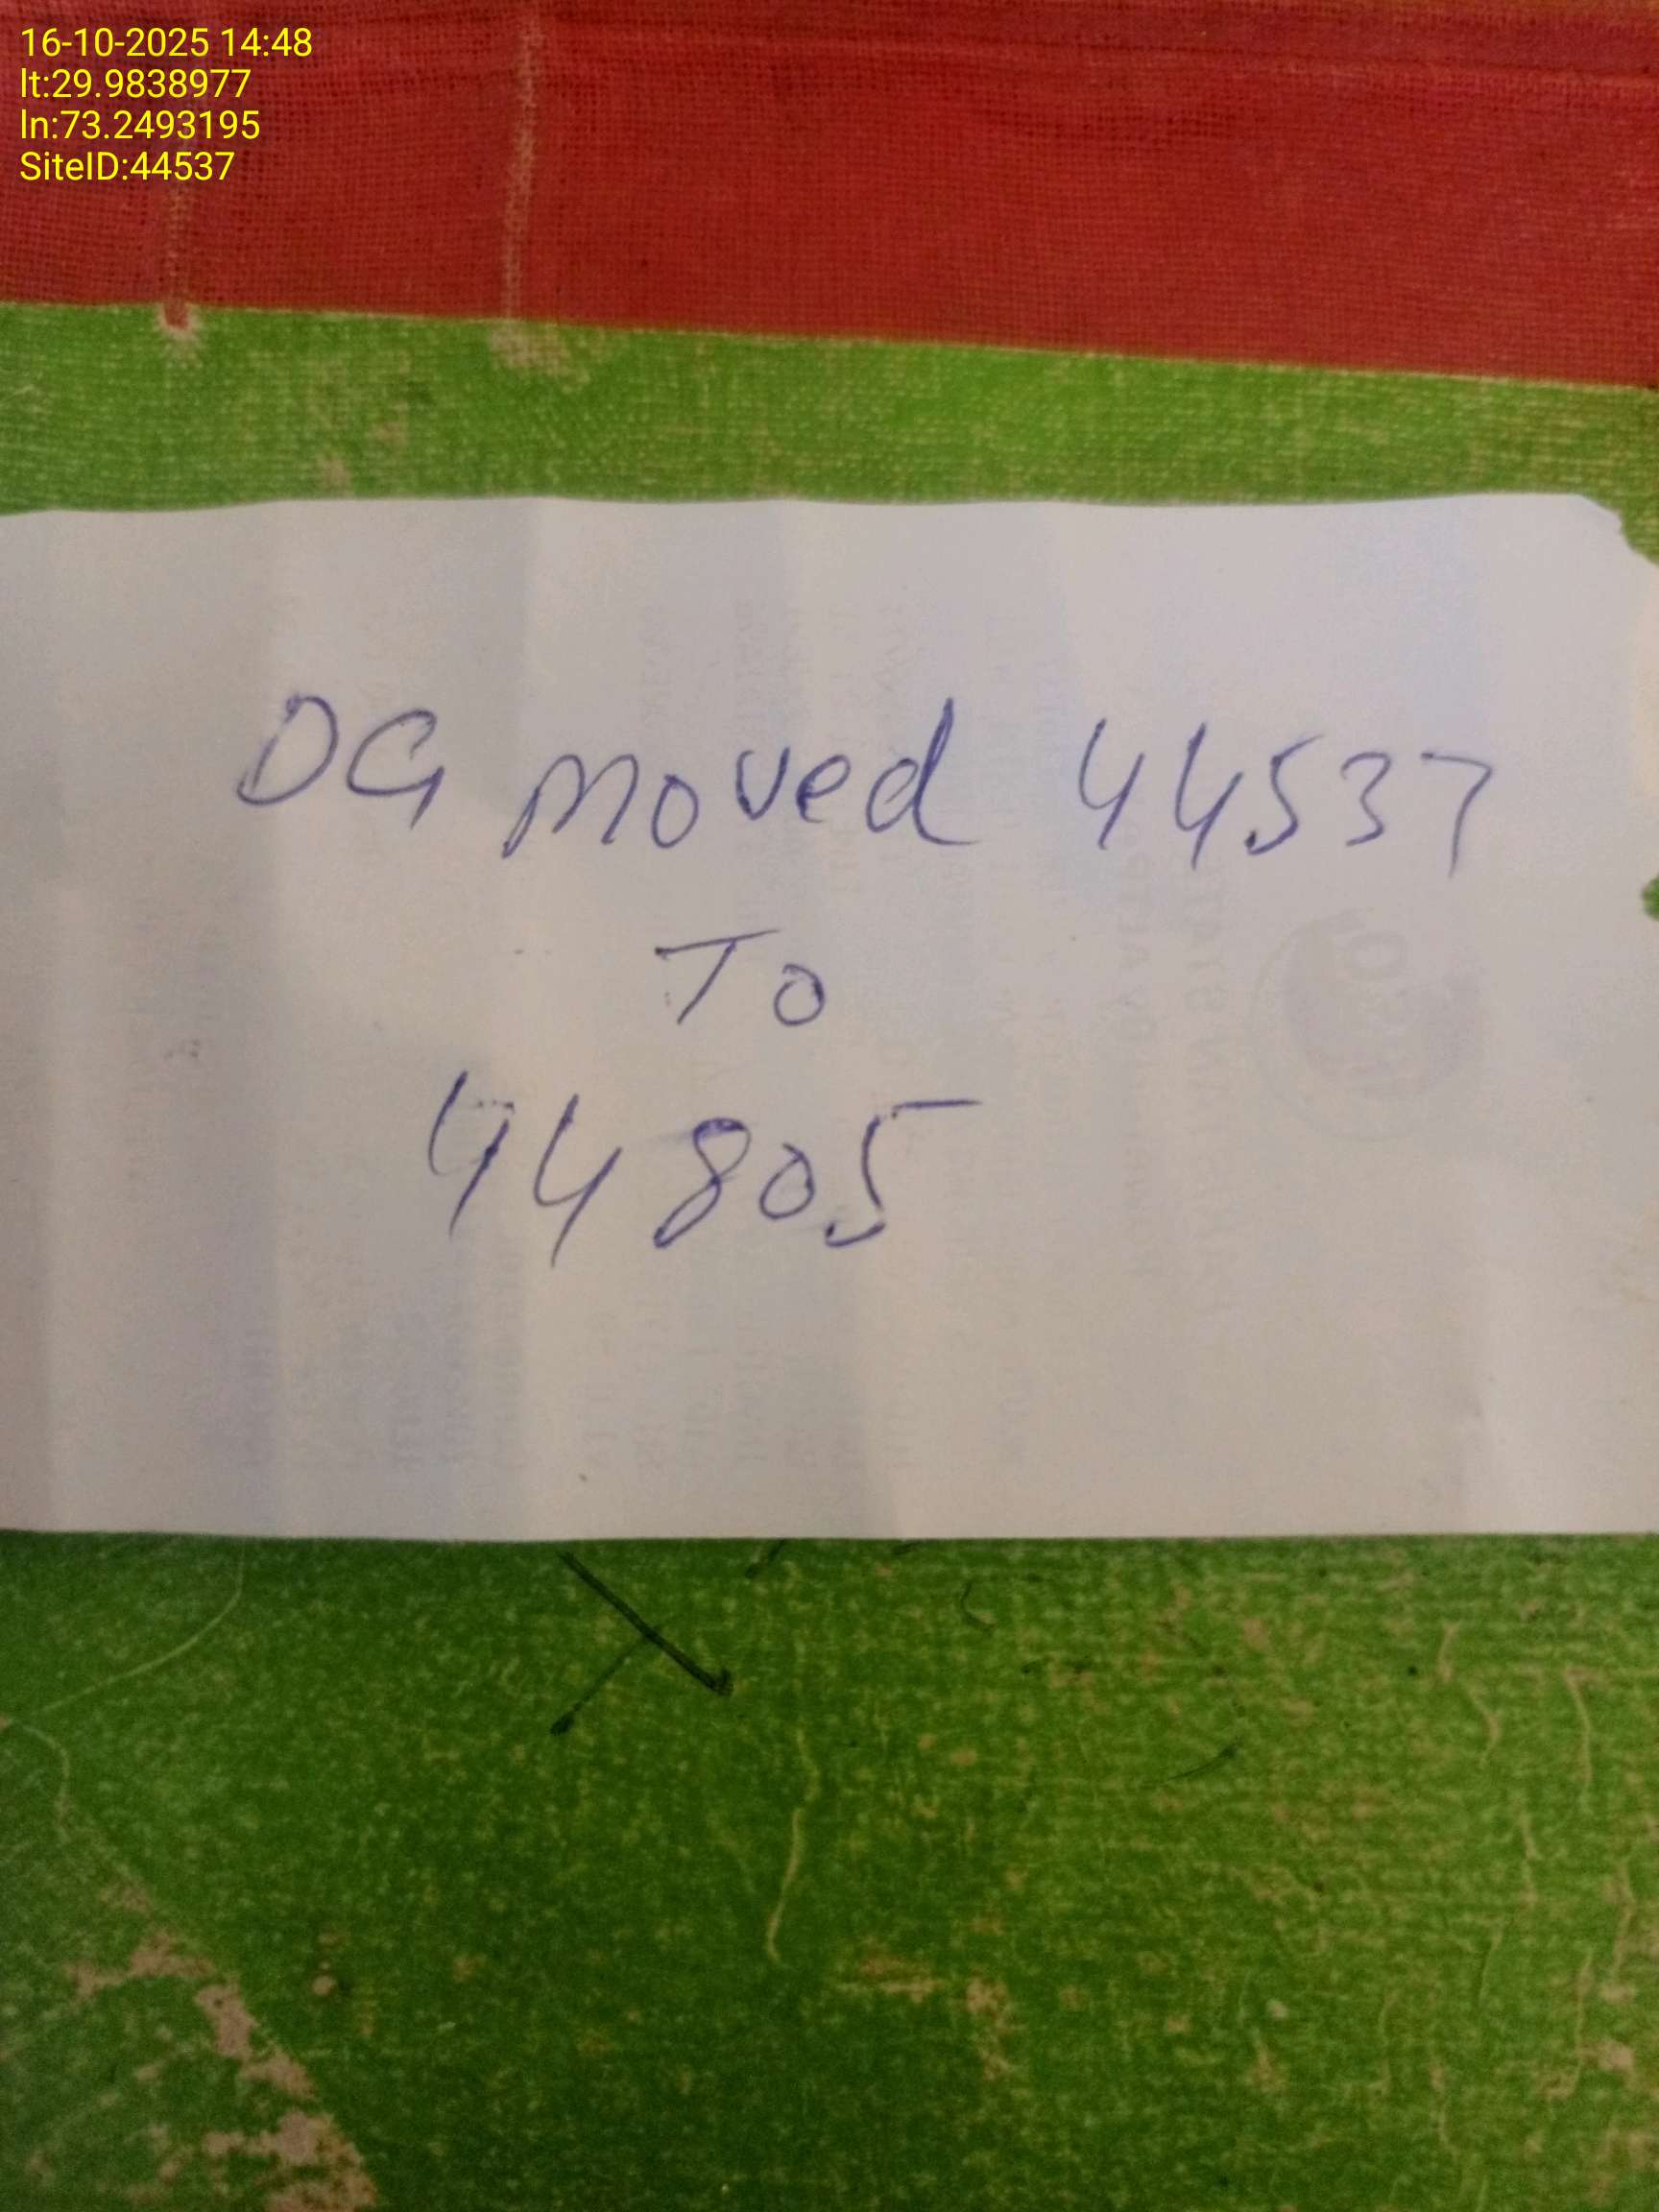 16-10-2025 14:48
lt:29.9838977
ln:73.2493195
SiteID:44537
DG moved 44537
To
44805